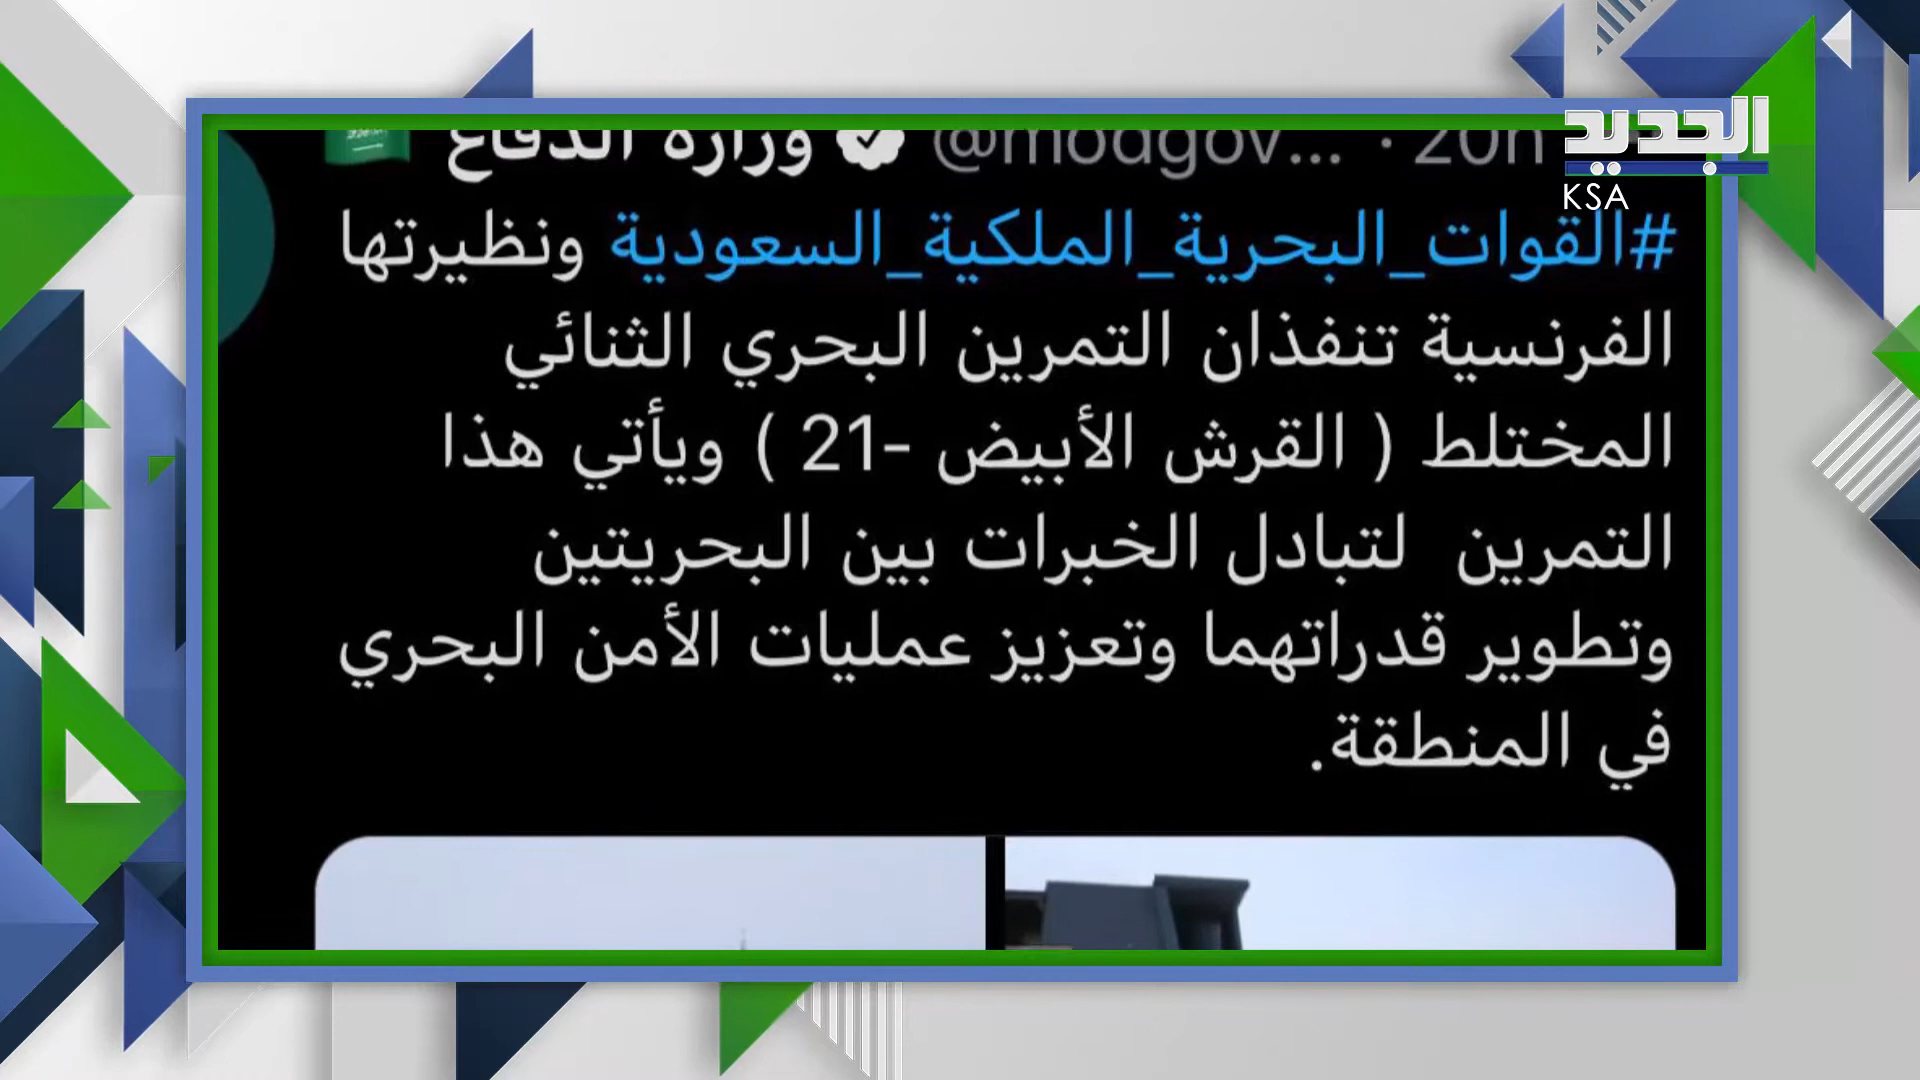 وزارة الدفاع @modgov... · 20h
الجديد
KSA
#القوات_البحرية_الملكية_السعودية ونظيرتها
الفرنسية تنفذان التمرين البحري الثنائي
المختلط ( القرش الأبيض -21 ) ويأتي هذا
التمرين لتبادل الخبرات بين البحريتين
وتطوير قدراتهما وتعزيز عمليات الأمن البحري
في المنطقة.